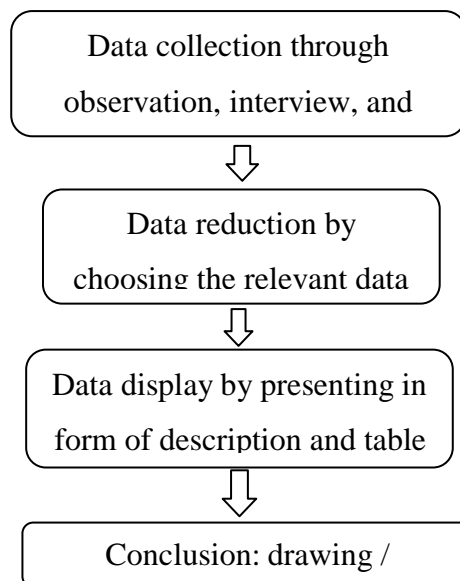 Data collection through
observation, interview, and
Data reduction by
choosing the relevant data
Data display by presenting in
form of description and table
Conclusion: drawing /